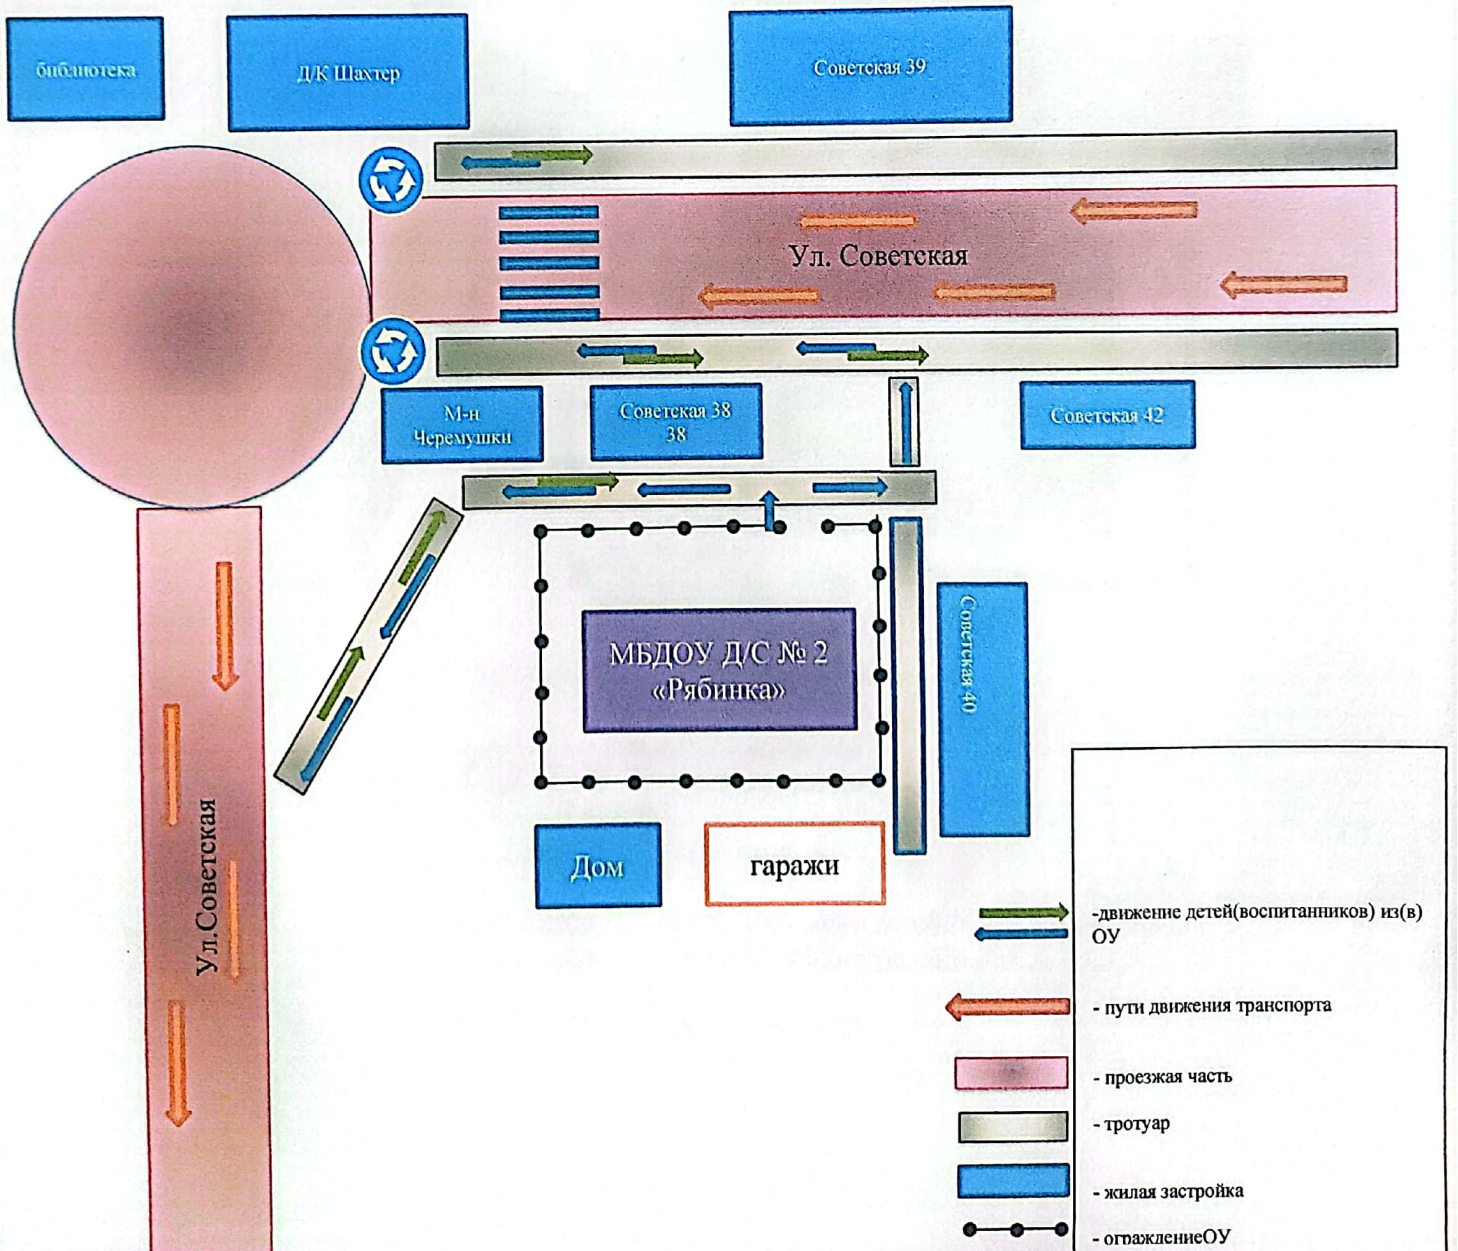 библиотека
Д/К Шахтер
Советская 39
Ул. Советская
М-н
Черемушки
Советская 38
38
Советская 42
МБДОУ Д/С № 2
«Рябинка»
Советская 40
Ул.Советская
Дом
гаражи
-движение детей(воспитанников) из(в)
ОУ
- пути движения транспорта
- проезжая часть
- тротуар
- жилая застройка
- ограждениеОУ